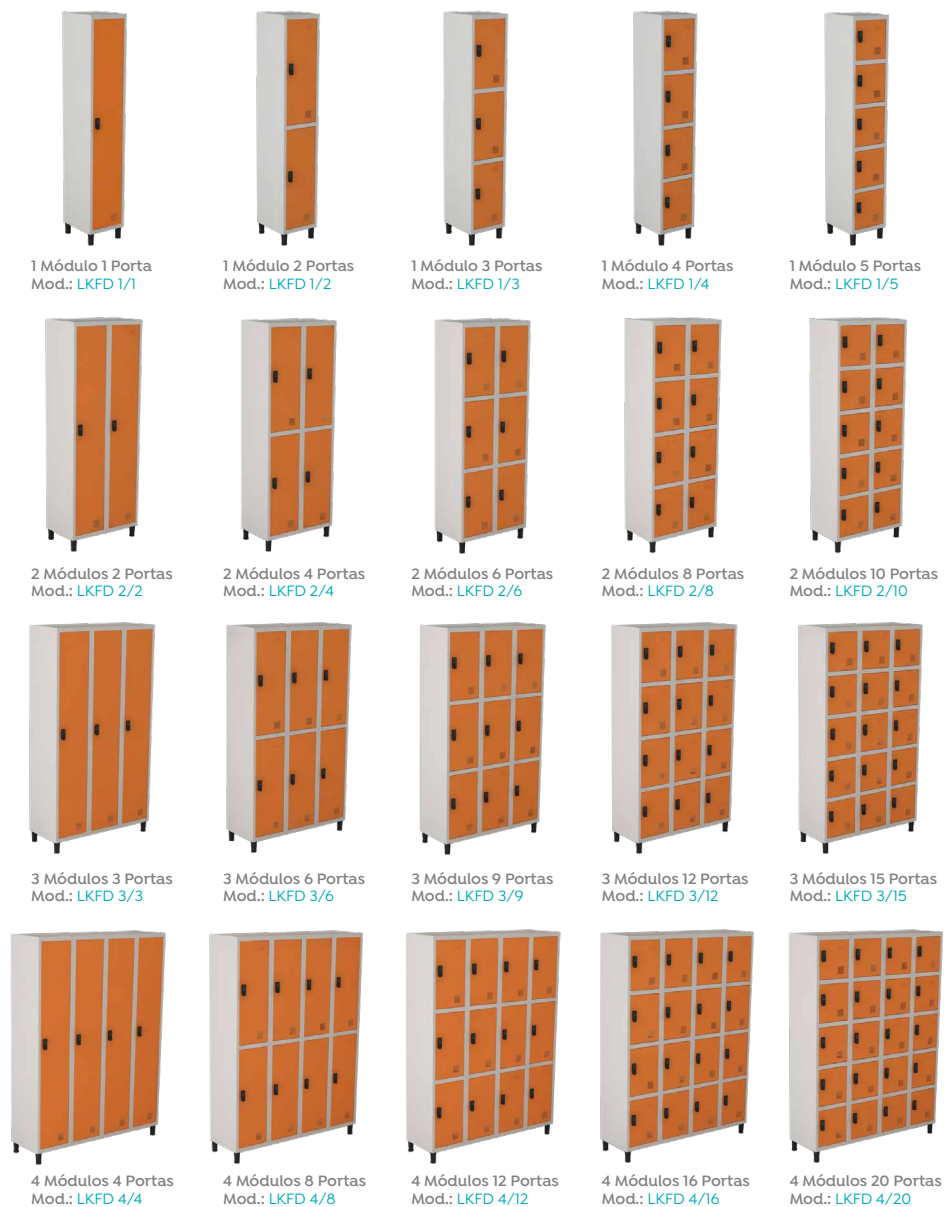 1 Módulo 1 Porta
Mod.: LKFD 1/1
1 Módulo 2 Portas
Mod.: LKFD 1/2
1 Módulo 3 Portas
Mod.: LKFD 1/3
1 Módulo 4 Portas
Mod.: LKFD 1/4
1 Módulo 5 Portas
Mod.: LKFD 1/5
2 Módulos 2 Portas
Mod.: LKFD 2/2
2 Módulos 4 Portas
Mod.: LKFD 2/4
2 Módulos 6 Portas
Mod.: LKFD 2/6
2 Módulos 8 Portas
Mod.: LKFD 2/8
2 Módulos 10 Portas
Mod.: LKFD 2/10
3 Módulos 3 Portas
Mod.: LKFD 3/3
3 Módulos 6 Portas
Mod.: LKFD 3/6
3 Módulos 9 Portas
Mod.: LKFD 3/9
3 Módulos 12 Portas
Mod.: LKFD 3/12
3 Módulos 15 Portas
Mod.: LKFD 3/15
4 Módulos 4 Portas
Mod.: LKFD 4/4
4 Módulos 8 Portas
Mod.: LKFD 4/8
4 Módulos 12 Portas
Mod.: LKFD 4/12
4 Módulos 16 Portas
Mod.: LKFD 4/16
4 Módulos 20 Portas
Mod.: LKFD 4/20